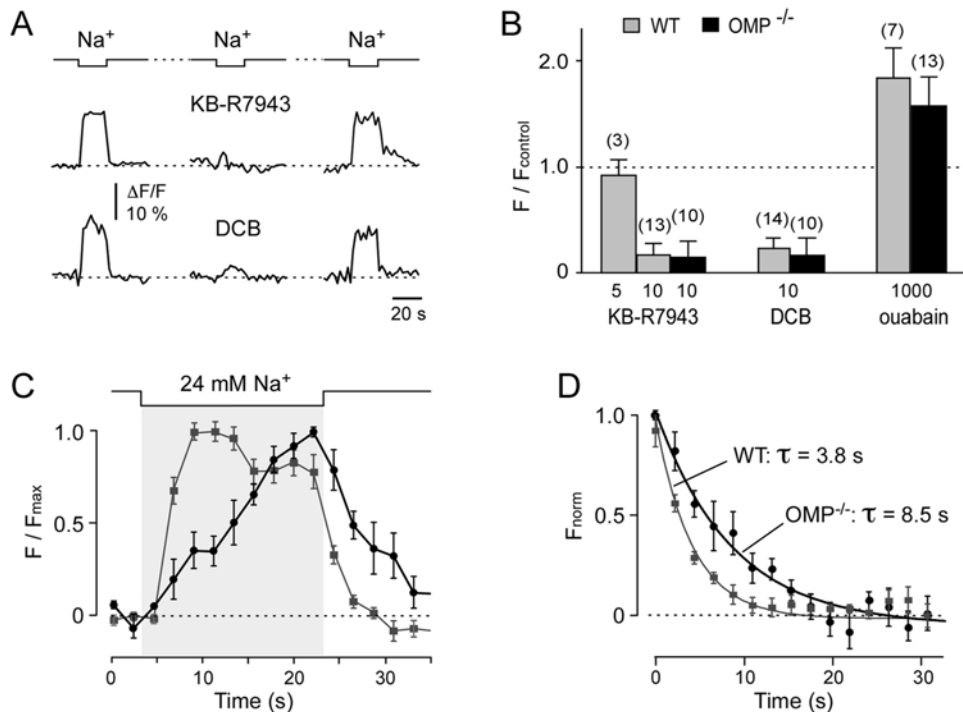 A
Na⁺ Na⁺ Na⁺
KB-R7943
ΔF/F
10 %
DCB
20 s
B
WT OMP ⁻/⁻
F / Fcontrol
2.0
1.0
0
(3) (13) (10) (14) (10) (7) (13)
5 10 10 10 1000
KB-R7943 DCB ouabain
C
24 mM Na⁺
F / Fmax
1.0
0.5
0
0 10 20 30
Time (s)
D
Fnorm
1.0
0.5
0
WT: τ = 3.8 s
OMP⁻/⁻: τ = 8.5 s
0 10 20 30
Time (s)